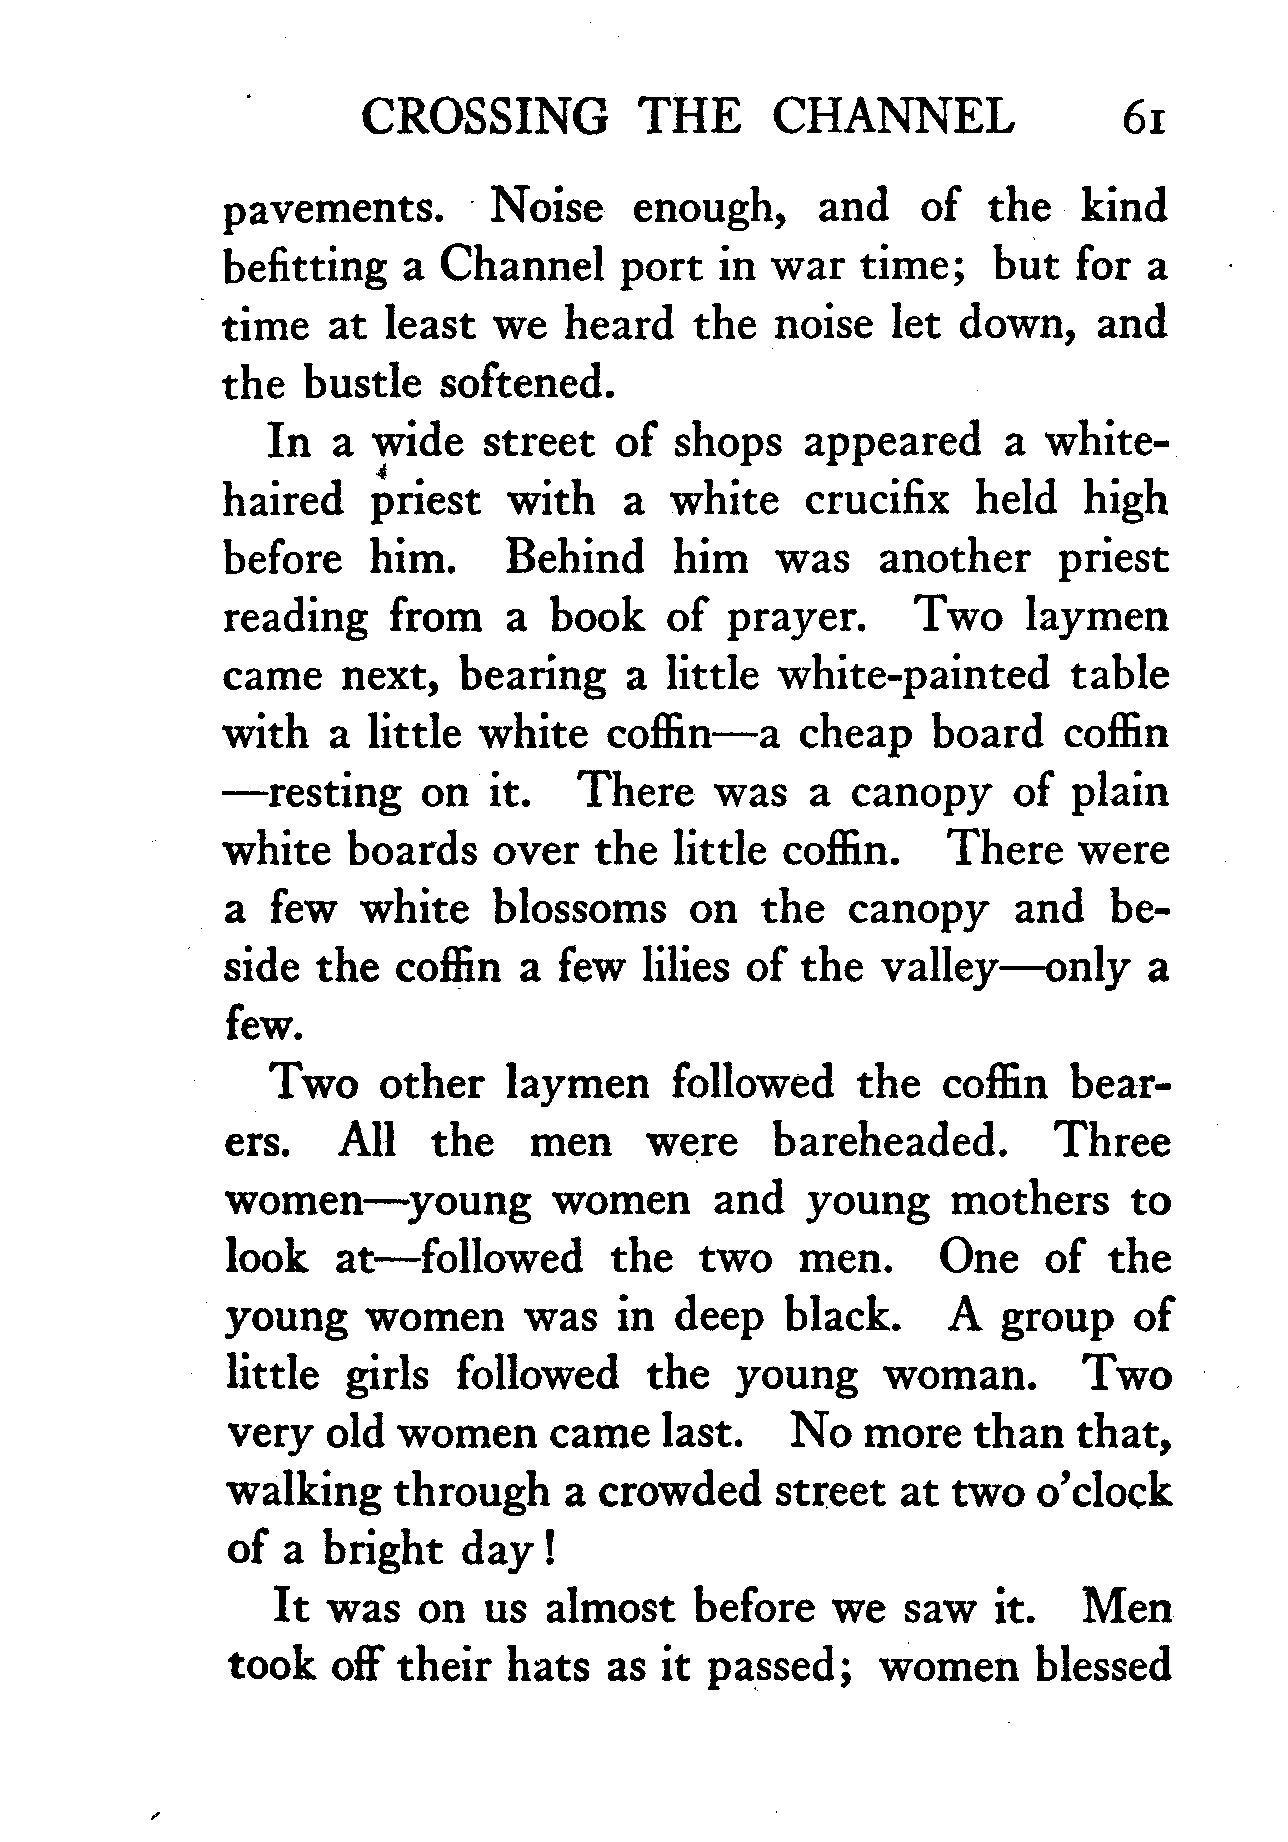 CROSSING THE CHANNEL 61
pavements. Noise enough, and of the kind
befitting a Channel port in war time; but for a
time at least we heard the noise let down, and
the bustle softened.
In a wide street of shops appeared a white-
haired priest with a white crucifix held high
before him. Behind him was another priest
reading from a book of prayer. Two laymen
came next, bearing a little white-painted table
with a little white coffin—a cheap board coffin
—resting on it. There was a canopy of plain
white boards over the little coffin. There were
a few white blossoms on the canopy and be-
side the coffin a few lilies of the valley—only a
few.
Two other laymen followed the coffin bear-
ers. All the men were bareheaded. Three
women—young women and young mothers to
look at—followed the two men. One of the
young women was in deep black. A group of
little girls followed the young woman. Two
very old women came last. No more than that,
walking through a crowded street at two o'clock
of a bright day!
It was on us almost before we saw it. Men
took off their hats as it passed; women blessed